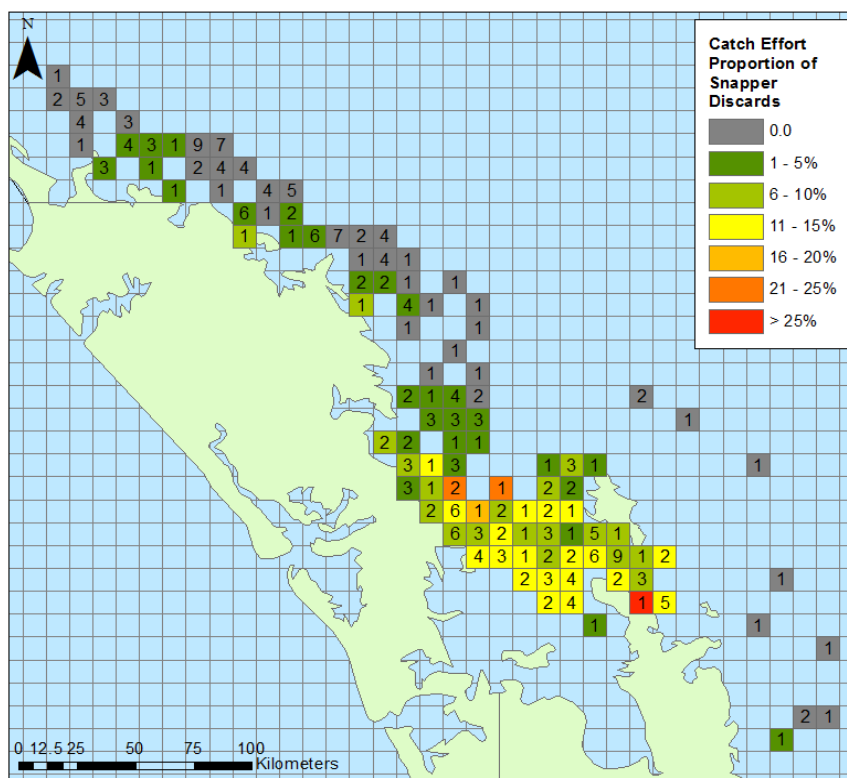 N
Catch Effort
Proportion of
Snapper
Discards
0.0
1 - 5%
6 - 10%
11 - 15%
16 - 20%
21 - 25%
> 25%
1
2 5 3
4 3
1 4 3 1 9 7
3 1 2 4 4
1 1 4 5
6 1 2
1 1 6 7 2 4
1 4 1
2 2 1 1
1 4 1 1
1 1
1
1 1
2 1 4 2 2
3 3 3 1
2 2 1 1
3 1 3 1 3 1 1
3 1 2 1 2 2
2 6 1 2 1 2 1
6 3 2 1 3 1 5 1
4 3 1 2 2 6 9 1 2
2 3 4 2 3 1
2 4 1 5
1 1
1
2 1
1
0 12.5 25 50 75 100
Kilometers